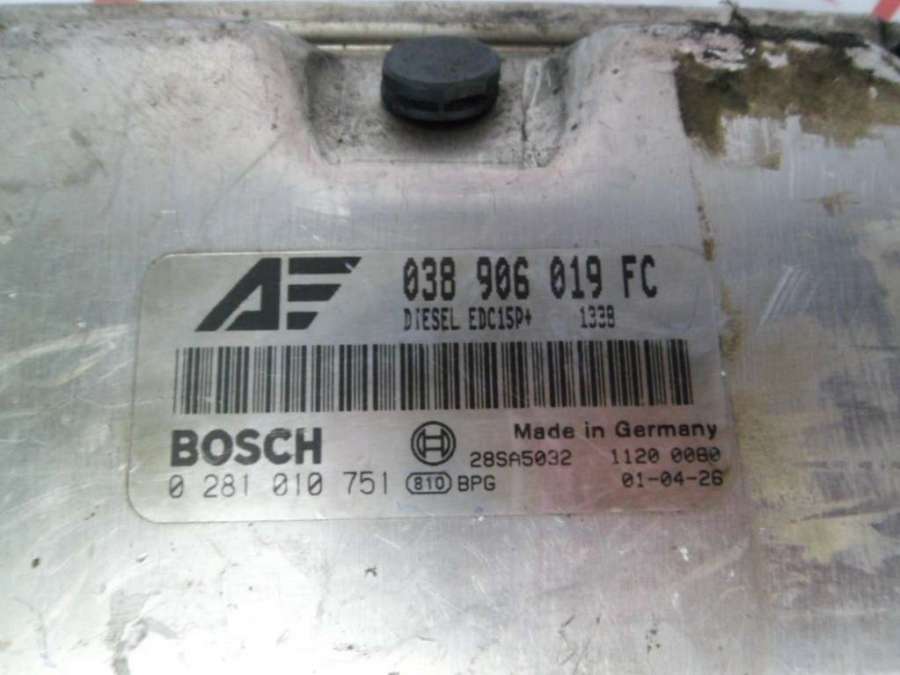 AE 038 906 019 FC
DIESEL EDC15P+ 1338
BOSCH Made in Germany
28SA5032 1120 0080
0 281 010 751 810 BPG 01-04-26